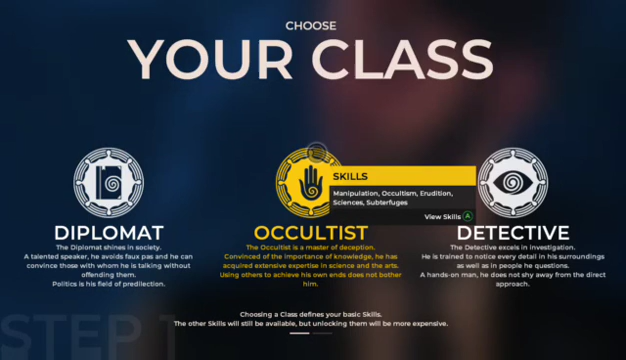 CHOOSE
YOUR CLASS
SKILLS
Manipulation, Occultism, Erudition,
Sciences, Subterfuges
View Skills A
DIPLOMAT
The Diplomat shines in society.
A talented speaker, he avoids faux pas and he can
convince those with whom he is talking without
offending them.
Politics is his field of predilection.
OCCULTIST
The Occultist is a master of deception.
Convinced of the importance of knowledge, he has
acquired extensive expertise in science and the arts.
Using others to achieve his own ends does not bother
him.
DETECTIVE
The Detective excels in investigation.
He is trained to notice every detail in his surroundings
as well as in people he questions.
A hands-on man, he does not shy away from the direct
approach.
Choosing a Class defines your basic Skills.
The other Skills will still be available, but unlocking them will be more expensive.
STEP 1